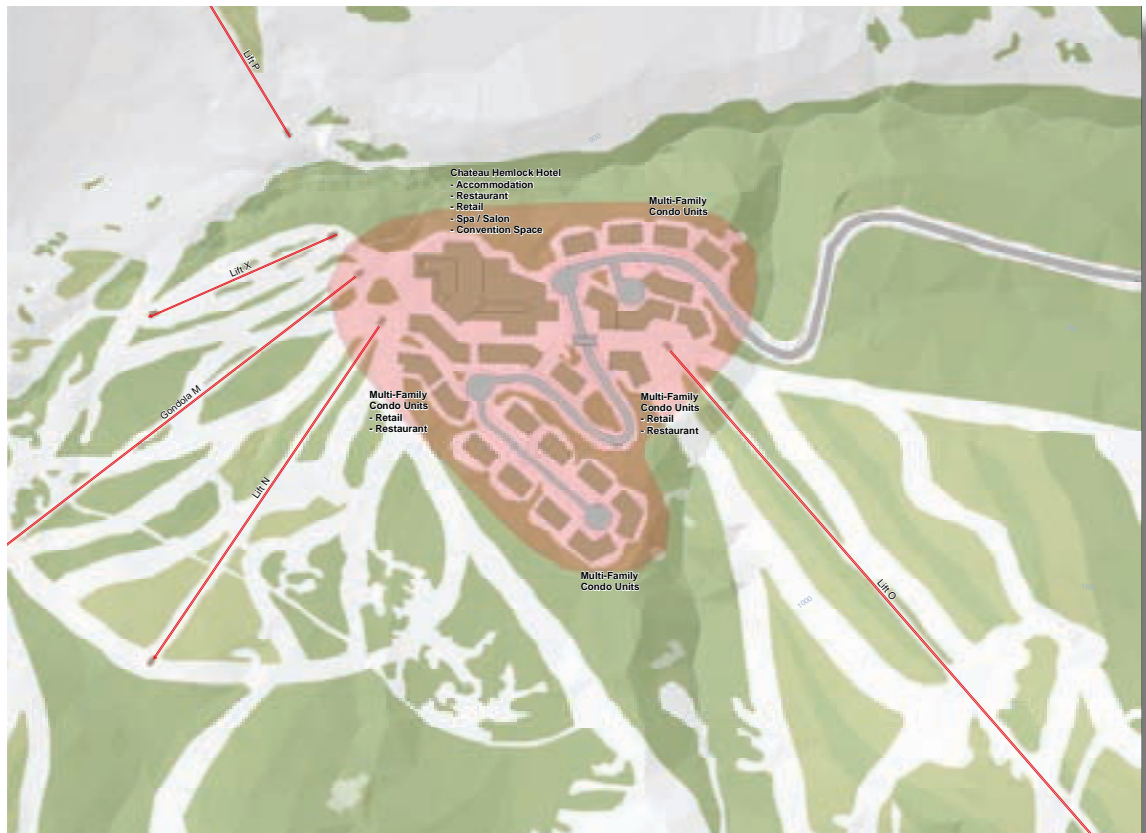 Lift P
900
Chateau Hemlock Hotel
- Accommodation
- Restaurant
- Retail
- Spa / Salon
- Convention Space
Multi-Family
Condo Units
Lift X
Gondola M
Multi-Family
Condo Units
- Retail
- Restaurant
Multi-Family
Condo Units
- Retail
- Restaurant
Lift N
Multi-Family
Condo Units
Lift O
1000